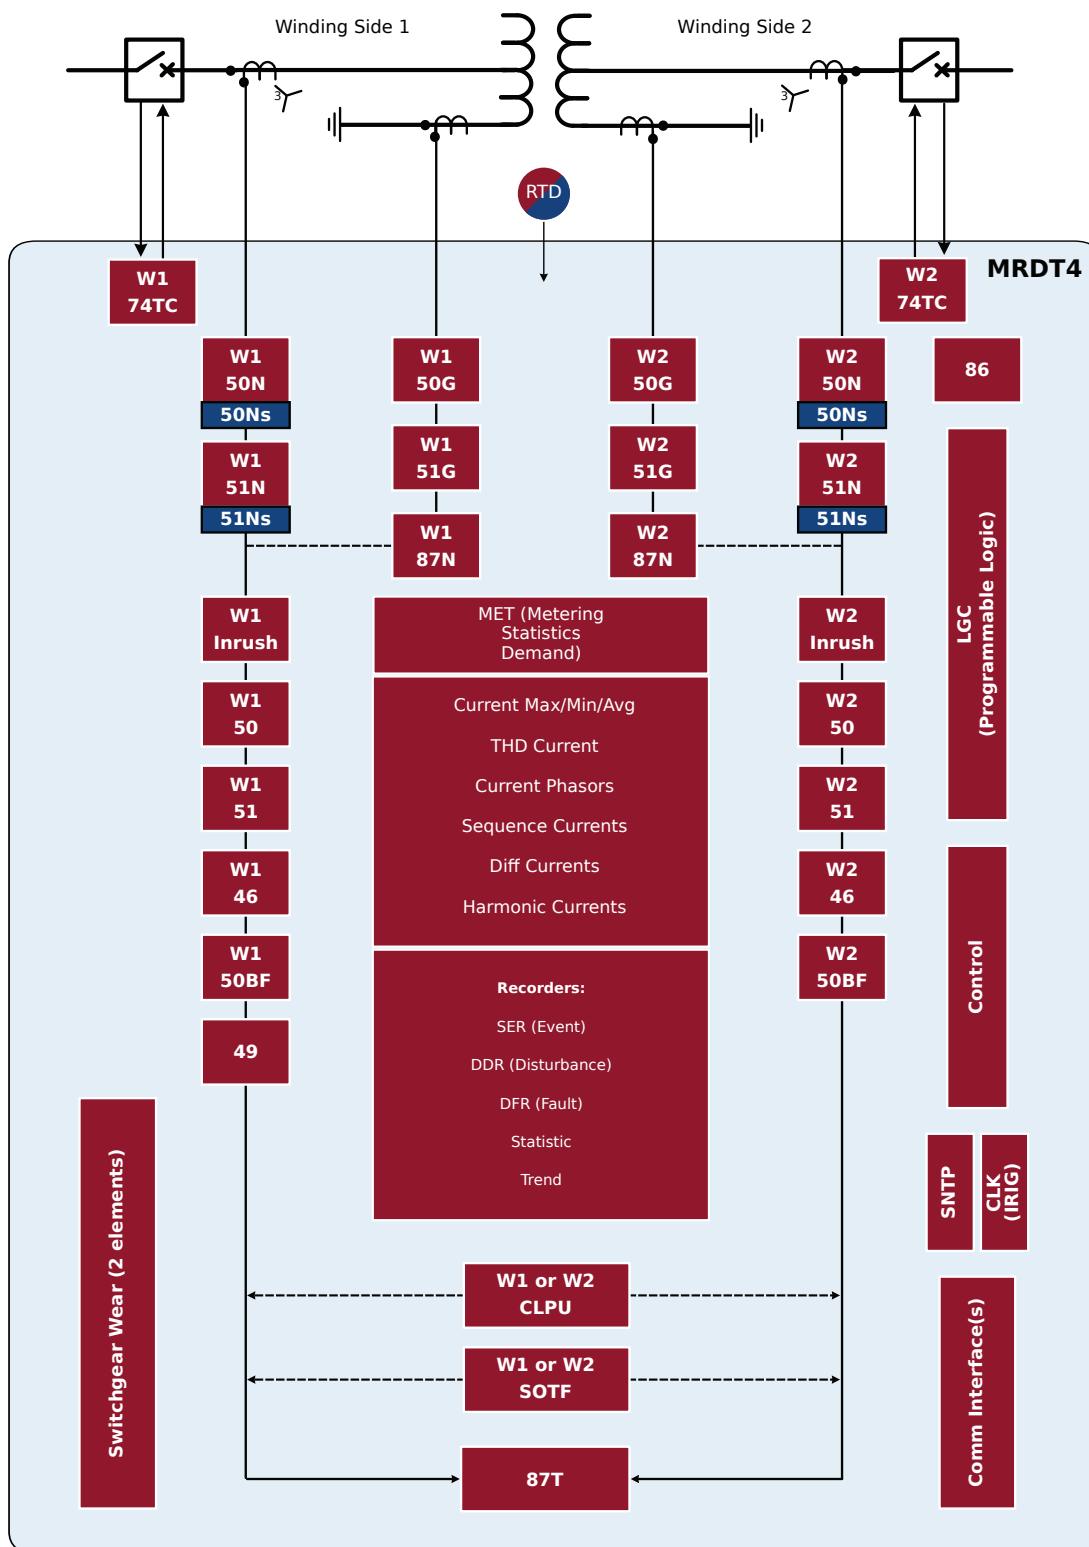 Winding Side 1
Winding Side 2
3
3
RTD
MRDT4
W1
74TC
W2
74TC
W1
50N
50Ns
W1
50G
W2
50G
W2
50N
50Ns
86
W1
51N
51Ns
W1
51G
W2
51G
W2
51N
51Ns
W1
87N
W2
87N
LGC
(Programmable Logic)
W1
Inrush
MET (Metering
Statistics
Demand)
W2
Inrush
W1
50
W2
50
Current Max/Min/Avg
THD Current
Current Phasors
Sequence Currents
Diff Currents
Harmonic Currents
W1
51
W2
51
W1
46
W2
46
W1
50BF
W2
50BF
Control
49
Recorders:
SER (Event)
DDR (Disturbance)
DFR (Fault)
Statistic
Trend
Switchgear Wear (2 elements)
SNTP
CLK
(IRIG)
W1 or W2
CLPU
W1 or W2
SOTF
Comm Interface(s)
87T